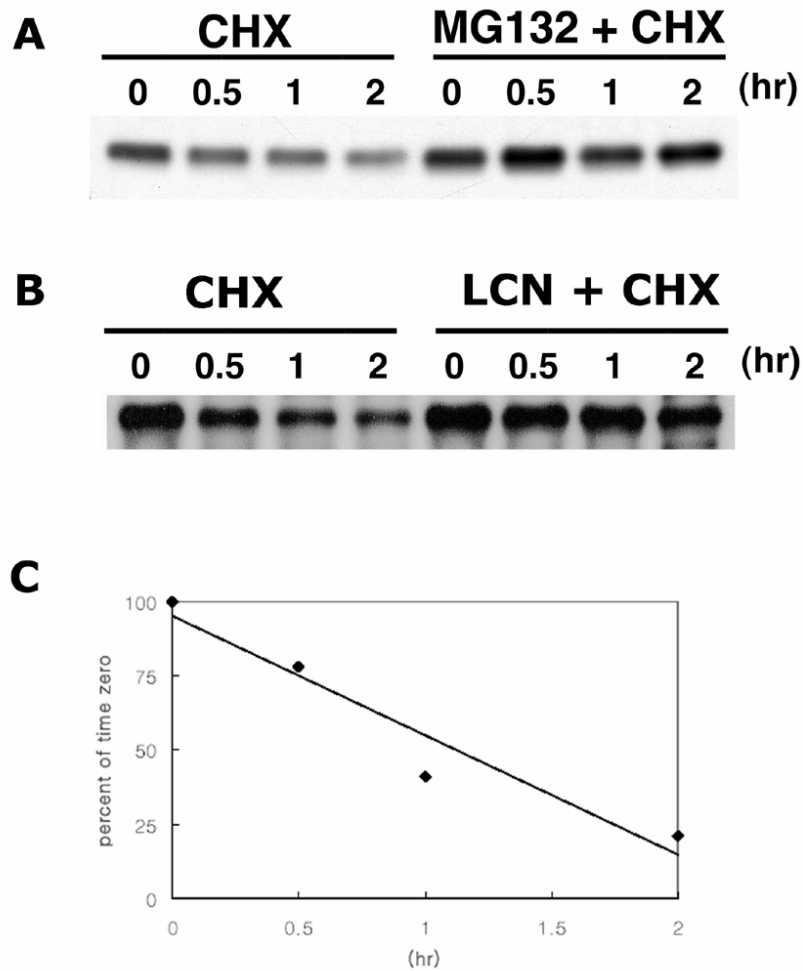 A
CHX MG132 + CHX
0 0.5 1 2 0 0.5 1 2 (hr)
B
CHX LCN + CHX
0 0.5 1 2 0 0.5 1 2 (hr)
C
100
75
50
25
0
percent of time zero
0 0.5 1 1.5 2
(hr)